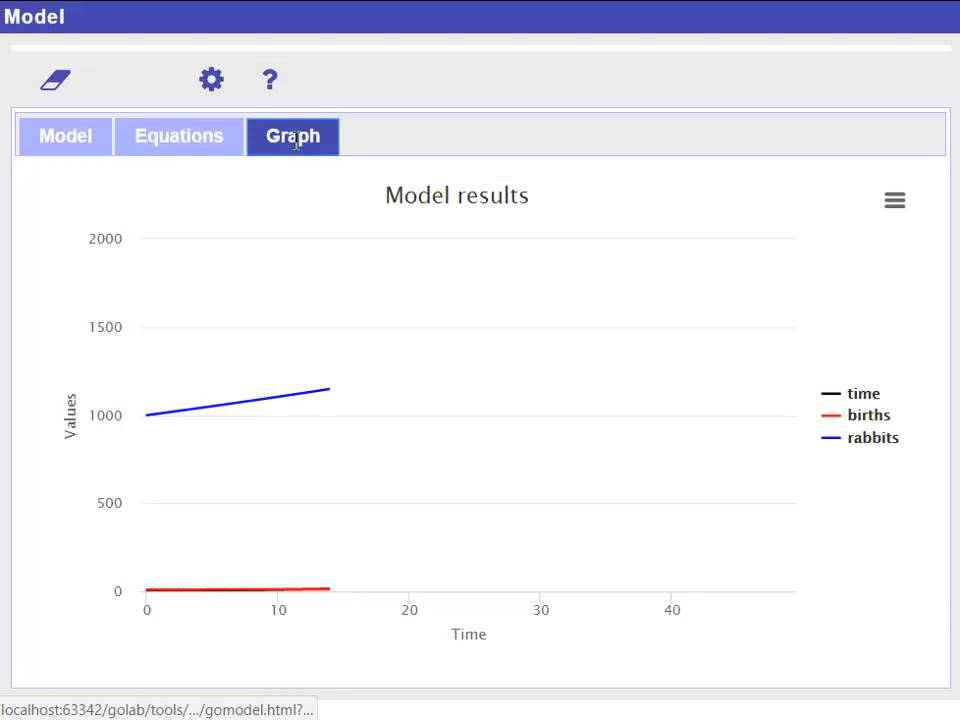 Model
?
Model Equations Graph
Model results
2000
1500
1000
500
0
Values
0 10 20 30 40
Time
time
births
rabbits
localhost:63342/golab/tools/.../gomodel.html?...